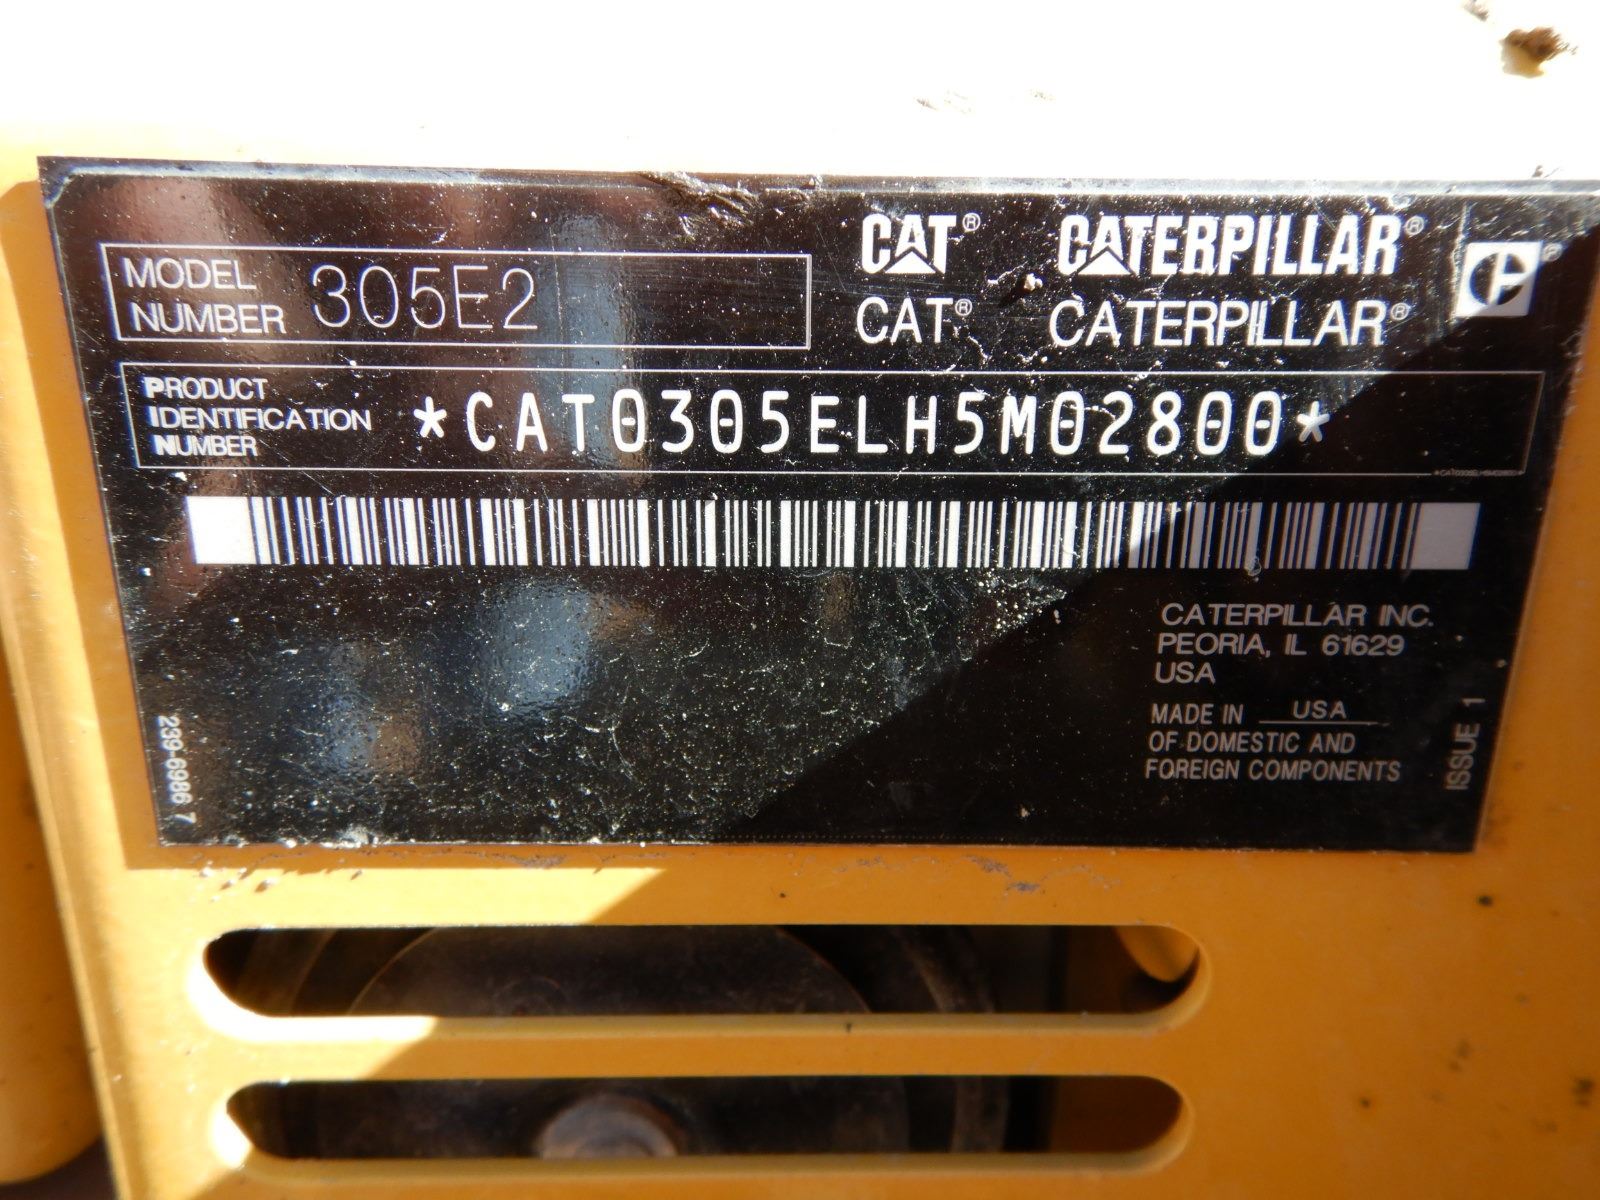 CAT® CATERPILLAR®
MODEL NUMBER 305E2
CAT® CATERPILLAR®
PRODUCT
IDENTIFICATION
NUMBER
*CAT0305ELH5M02800*
*CAT0305ELH5M02800*
CATERPILLAR INC.
PEORIA, IL 61629
USA
MADE IN USA
OF DOMESTIC AND
FOREIGN COMPONENTS
239-6986 7
ISSUE 1